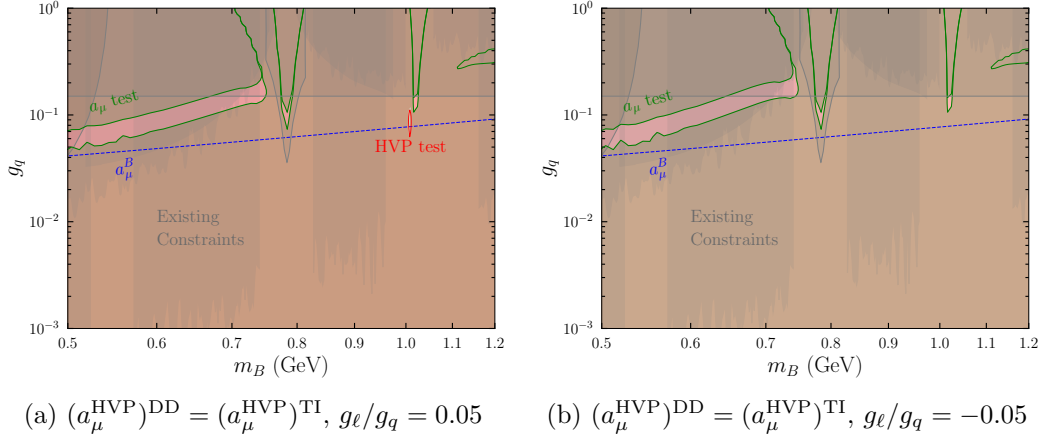 10^0
10^{-1}
10^{-2}
10^{-3}
g_q
a_μ test
a_μ^B
HVP test
Existing
Constraints
0.5 0.6 0.7 0.8 0.9 1.0 1.1 1.2
m_B (GeV)
(a) (a_μ^{HVP})^{DD} = (a_μ^{HVP})^{TI}, g_ℓ/g_q = 0.05
10^0
10^{-1}
10^{-2}
10^{-3}
g_q
a_μ test
a_μ^B
Existing
Constraints
0.5 0.6 0.7 0.8 0.9 1.0 1.1 1.2
m_B (GeV)
(b) (a_μ^{HVP})^{DD} = (a_μ^{HVP})^{TI}, g_ℓ/g_q = −0.05